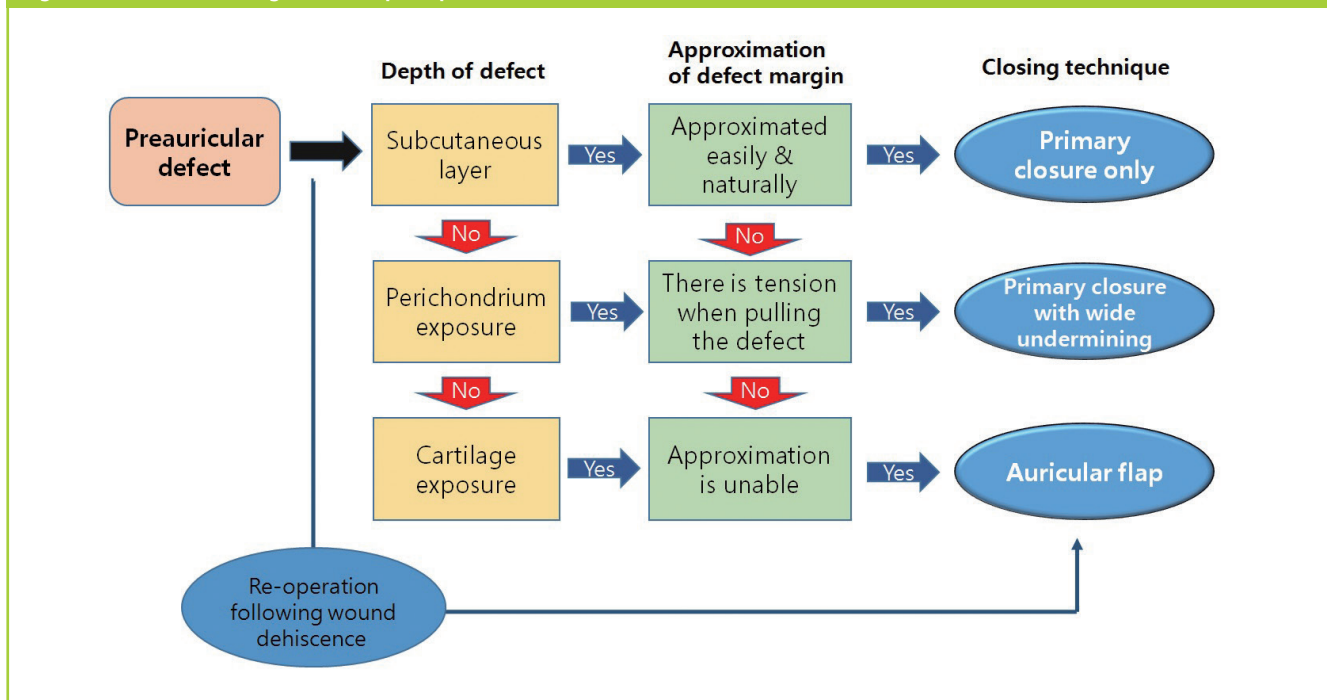 Depth of defect
Approximation
of defect margin
Closing technique
Preauricular
defect
Subcutaneous
layer
Yes
Approximated
easily &
naturally
Yes
Primary
closure only
No
No
Perichondrium
exposure
Yes
There is tension
when pulling
the defect
Yes
Primary closure
with wide
undermining
No
No
Cartilage
exposure
Yes
Approximation
is unable
Yes
Auricular flap
Re-operation
following wound
dehiscence